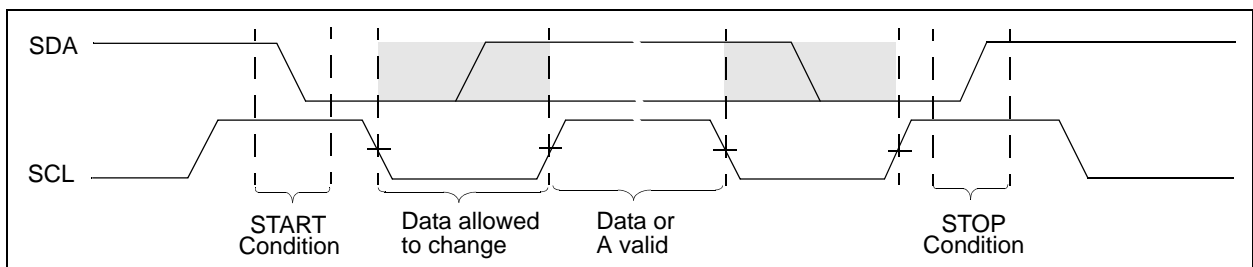 SDA
SCL
START
Condition
Data allowed
to change
Data or
A valid
STOP
Condition